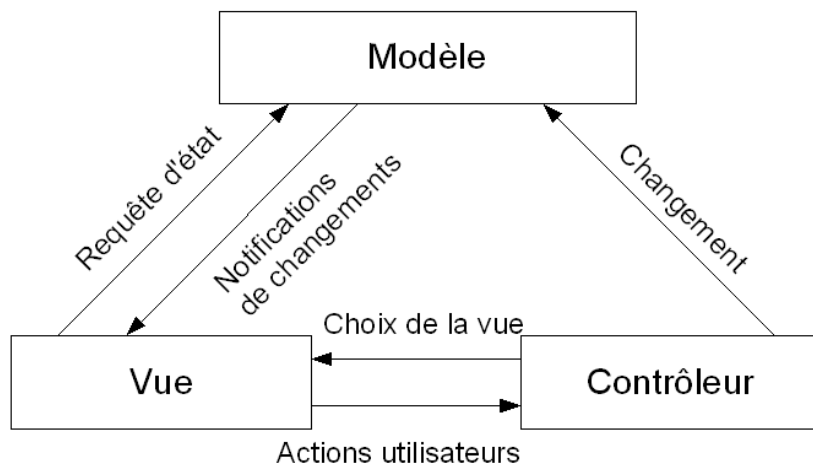 Modèle
Requête d'état
Notifications
de changements
Changement
Choix de la vue
Vue
Contrôleur
Actions utilisateurs